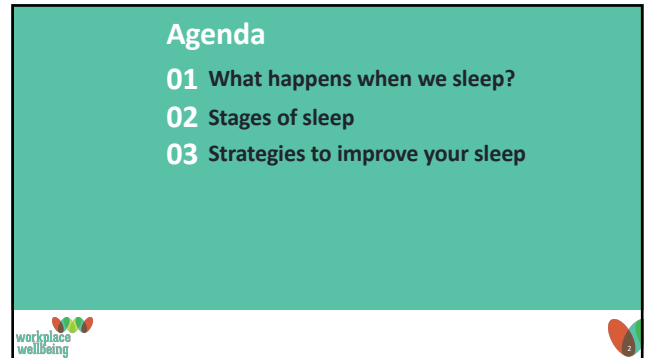 Agenda
01 What happens when we sleep?
02 Stages of sleep
03 Strategies to improve your sleep
workplace
wellbeing
2